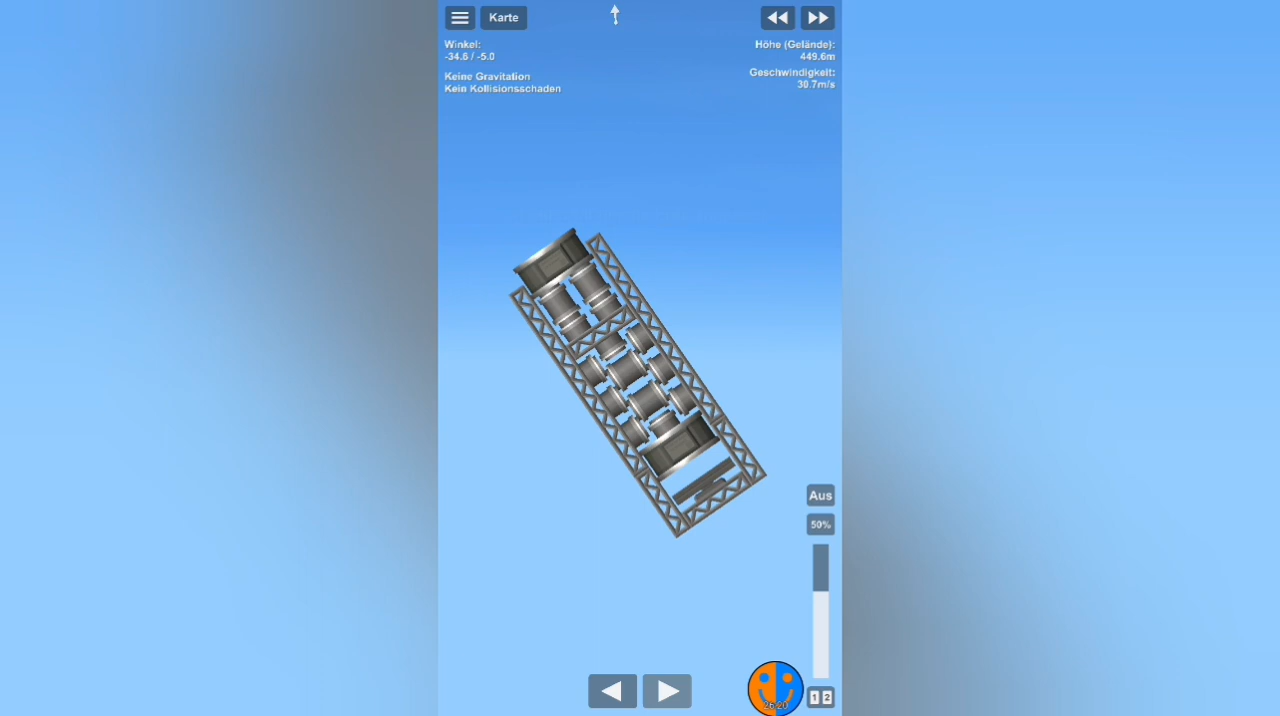 Karte
Winkel:
-34.6 / -5.0
Keine Gravitation
Kein Kollisionsschaden
Höhe (Gelände):
449.6m
Geschwindigkeit:
30.7m/s
Aus
50%
1 2